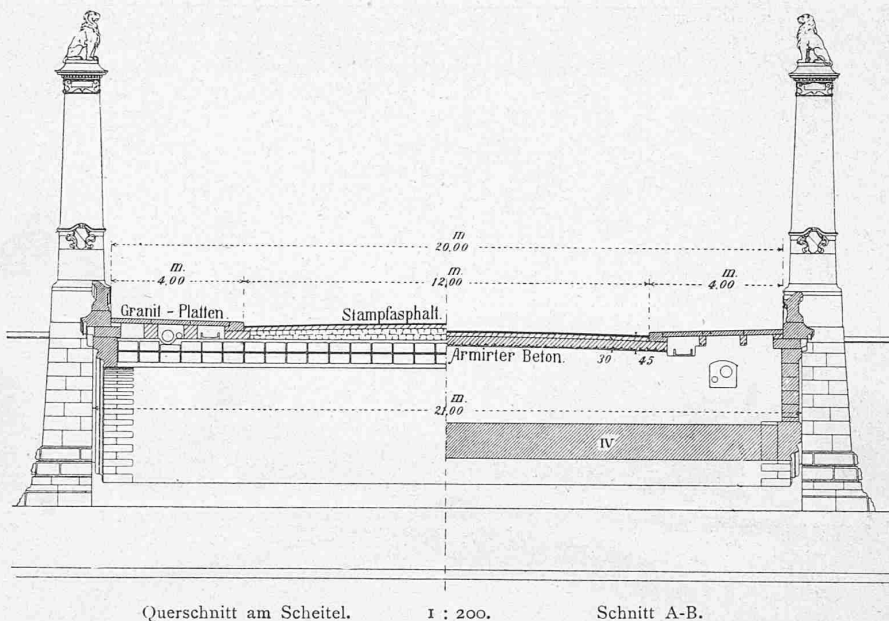 m.
20,00
m.
4,00
m.
12,00
m.
4,00
Granit - Platten.
Stampfasphalt.
Armirter Beton.
30
45
m.
21,00
IV
Querschnitt am Scheitel. 1 : 200. Schnitt A-B.